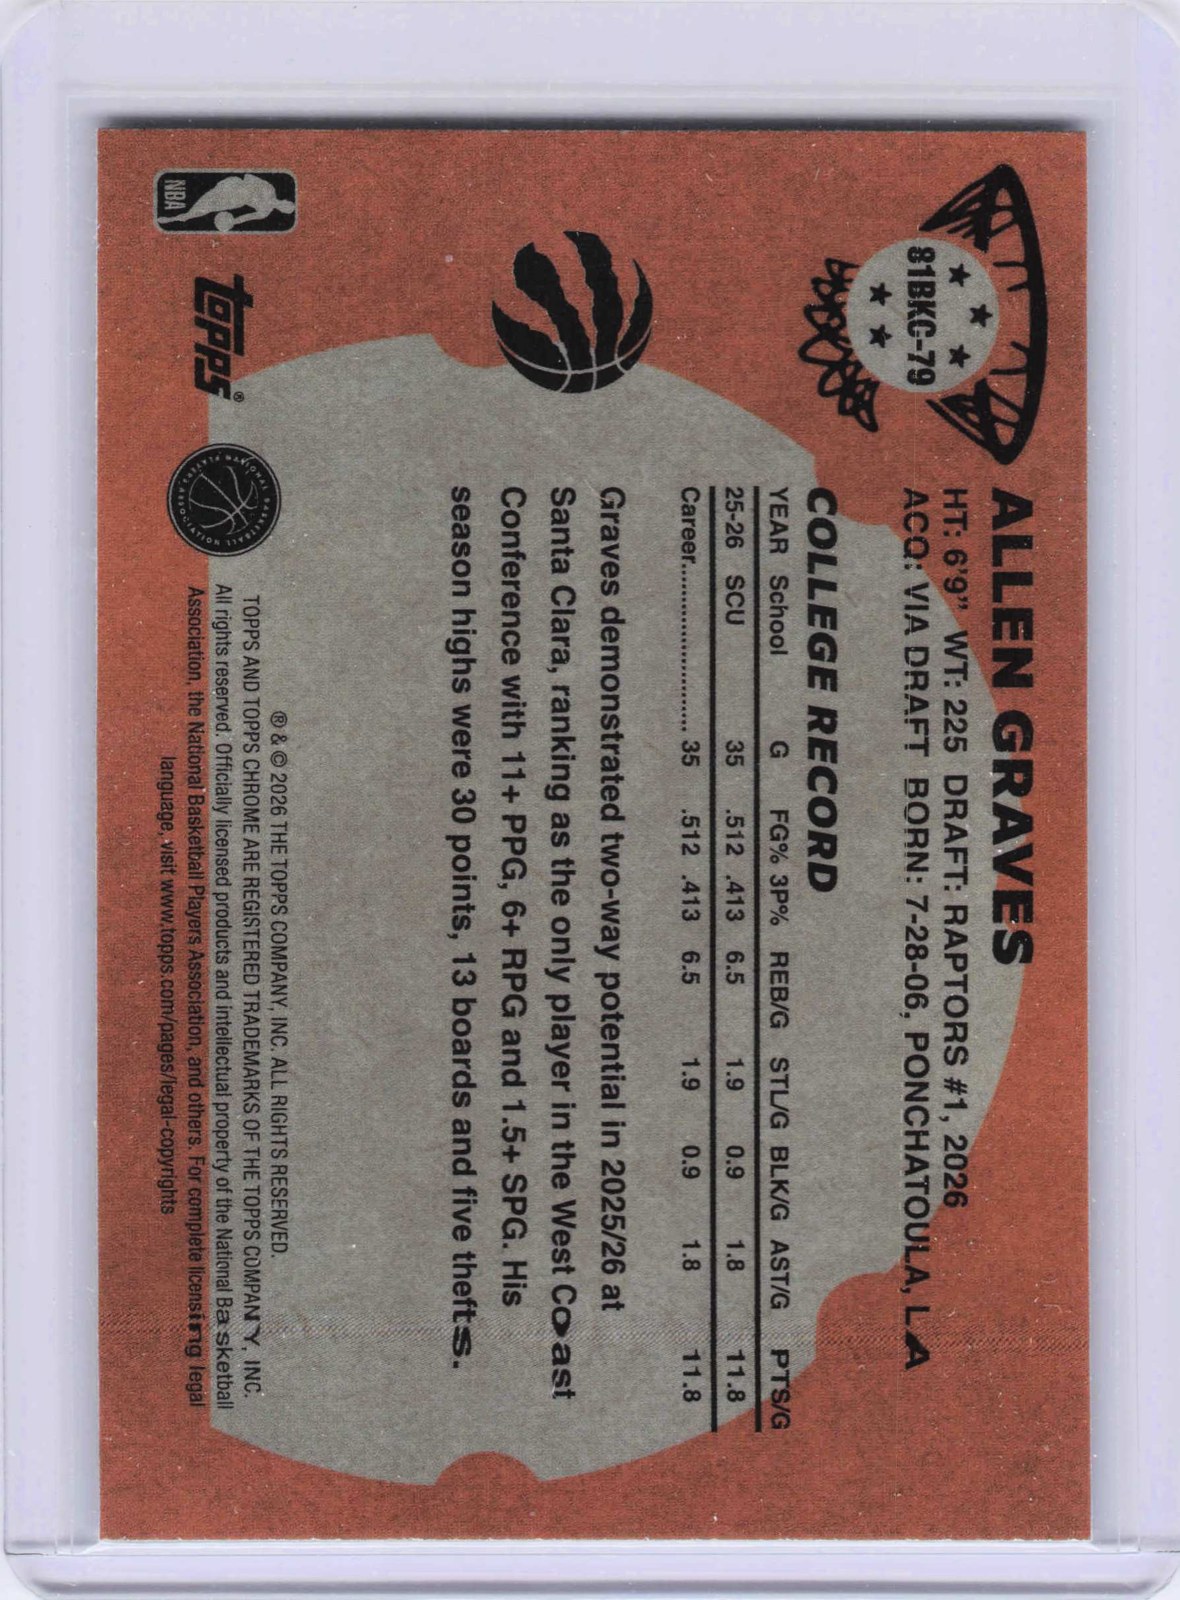 81BKC-79
ALLEN GRAVES
HT: 6'9" WT: 225 DRAFT: RAPTORS #1, 2026
ACQ: VIA DRAFT BORN: 7-28-06, PONCHATOULA, LA
COLLEGE RECORD
YEAR School G FG% 3P% REB/G STL/G BLK/G AST/G PTS/G
25-26 SCU 35 .512 .413 6.5 1.9 0.9 1.8 11.8
Career..................... 35 .512 .413 6.5 1.9 0.9 1.8 11.8
Graves demonstrated two-way potential in 2025/26 at
Santa Clara, ranking as the only player in the West Coast
Conference with 11+ PPG, 6+ RPG and 1.5+ SPG. His
season highs were 30 points, 13 boards and five thefts.
NBA
topps®
NATIONAL BASKETBALL PLAYERS ASSOCIATION
®&© 2026 THE TOPPS COMPANY, INC. ALL RIGHTS RESERVED.
TOPPS AND TOPPS CHROME ARE REGISTERED TRADEMARKS OF THE TOPPS COMPANY, INC.
All rights reserved. Officially licensed products and intellectual property of the National Basketball
Association, the National Basketball Players Association, and others. For complete licensing legal
language, visit www.topps.com/pages/legal-copyrights